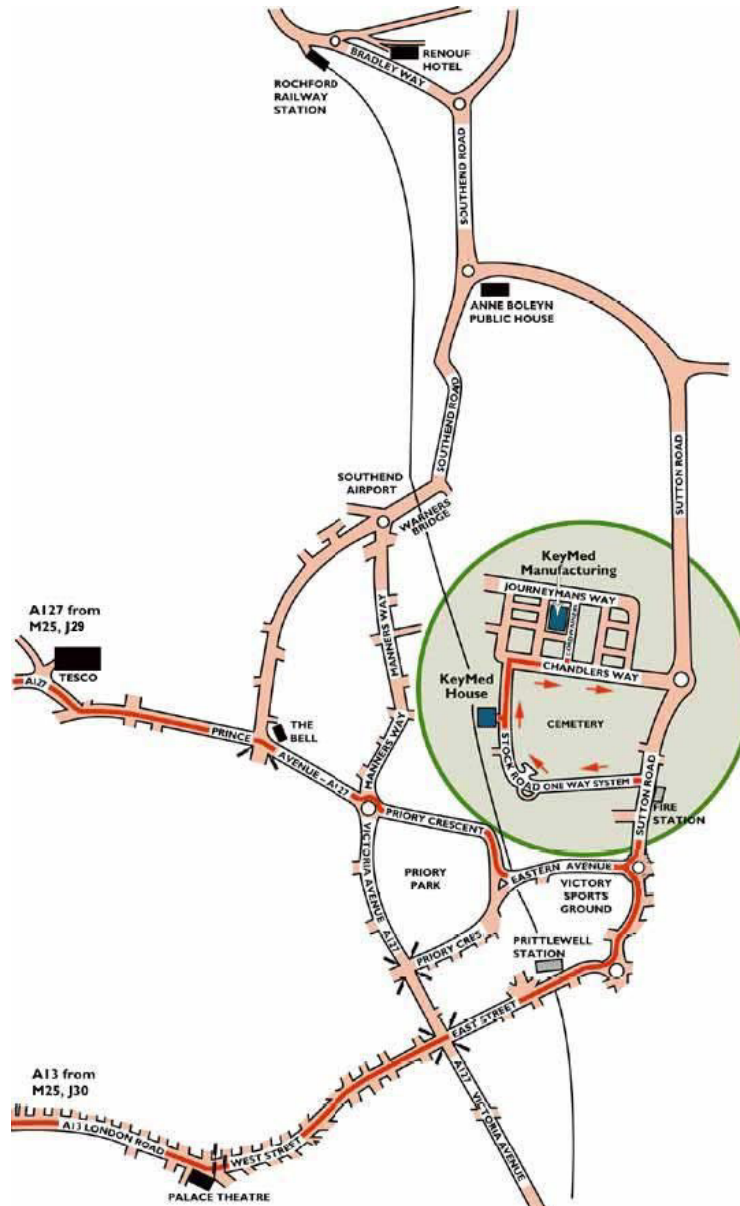 RENOUF
HOTEL
BRADLEY WAY
ROCHFORD
RAILWAY
STATION
SOUTHEND ROAD
ANNE BOLEYN
PUBLIC HOUSE
SOUTHEND ROAD
SUTTON ROAD
SOUTHEND
AIRPORT
WARNERS
BRIDGE
KeyMed
Manufacturing
JOURNEYMANS WAY
CORDWAINERS
MANNERS WAY
CHANDLERS WAY
A127 from
M25, J29
TESCO
A127
KeyMed
House
CEMETERY
PRINCE
AVENUE – A127
THE
BELL
MANNERS WAY
STOCK ROAD
ONE WAY SYSTEM
FIRE
STATION
SUTTON ROAD
PRIORY CRESCENT
EASTERN AVENUE
VICTORIA AVENUE A127
PRIORY
PARK
VICTORY
SPORTS
GROUND
PRIORY CRES
PRITTLEWELL
STATION
EAST STREET
A13 from
M25, J30
A127 VICTORIA AVENUE
A13 LONDON ROAD
WEST STREET
PALACE THEATRE